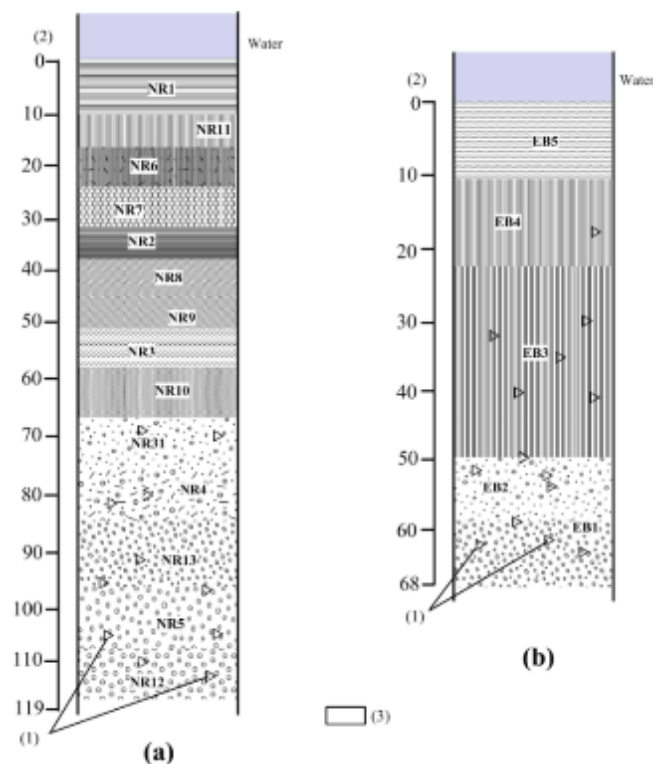 (2)
Water
0
NR1
10
NR11
NR6
20
NR7
30
NR2
40
NR8
NR9
50
NR3
60
NR10
70
NR31
NR4
80
NR13
90
100
NR5
110
NR12
119
(1)
(a)
(2)
Water
0
EB5
10
EB4
20
30
EB3
40
50
EB2
EB1
60
68
(1)
(b)
(3)